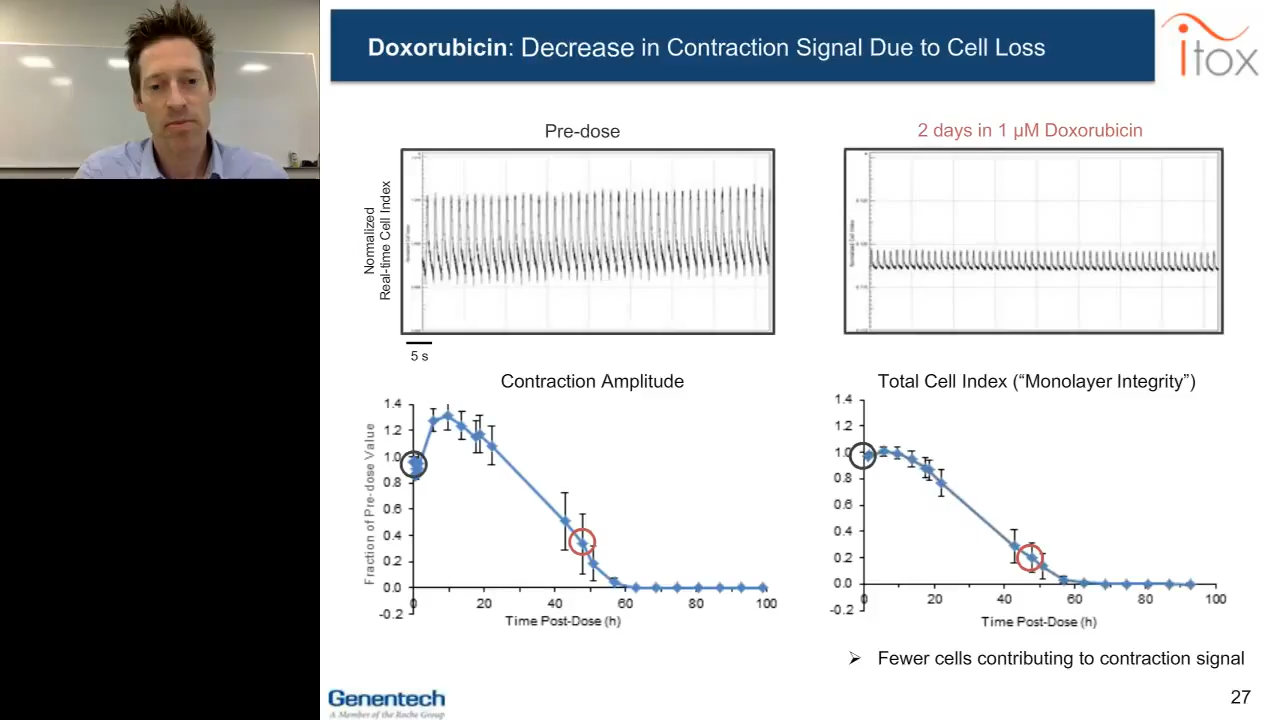 Doxorubicin: Decrease in Contraction Signal Due to Cell Loss
itox
Pre-dose
2 days in 1 µM Doxorubicin
Normalized
Real-time Cell Index
5 s
Contraction Amplitude
Total Cell Index (“Monolayer Integrity”)
Fraction of Pre-dose Value
1.4
1.2
1.0
0.8
0.6
0.4
0.2
0.0
-0.2
0
20
40
60
80
100
Time Post-Dose (h)
1.4
1.2
1.0
0.8
0.6
0.4
0.2
0.0
-0.2
0
20
40
60
80
100
Time Post-Dose (h)
➢ Fewer cells contributing to contraction signal
Genentech
A Member of the Roche Group
27